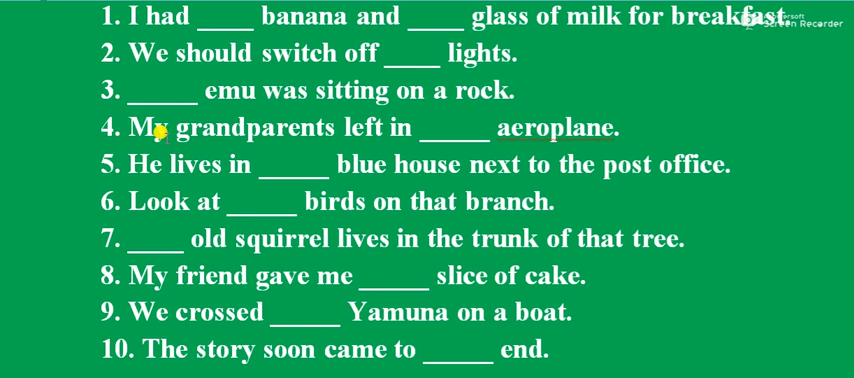 1. I had ____ banana and ____ glass of milk for breakfast.
Screen Recorder
2. We should switch off ____ lights.
3. _____ emu was sitting on a rock.
4. My grandparents left in _____ aeroplane.
5. He lives in _____ blue house next to the post office.
6. Look at _____ birds on that branch.
7. ____ old squirrel lives in the trunk of that tree.
8. My friend gave me _____ slice of cake.
9. We crossed _____ Yamuna on a boat.
10. The story soon came to _____ end.